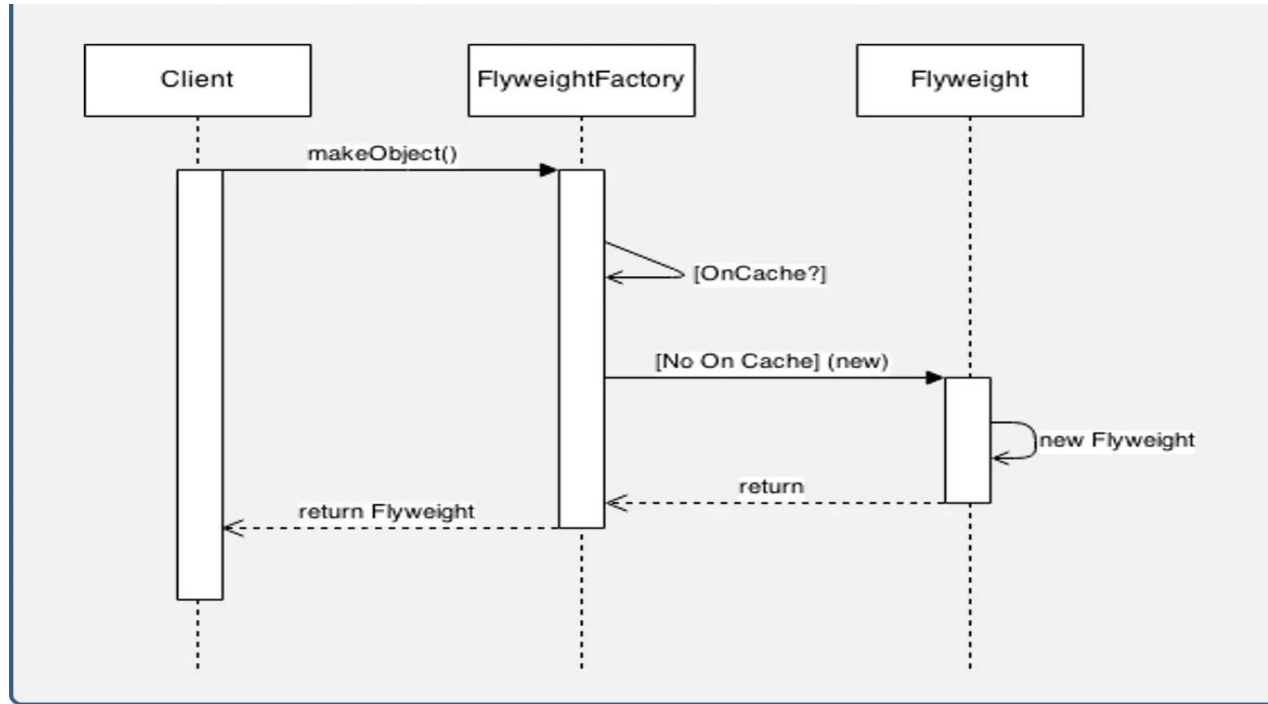 Client
FlyweightFactory
Flyweight
makeObject()
[OnCache?]
[No On Cache] (new)
new Flyweight
return
return Flyweight